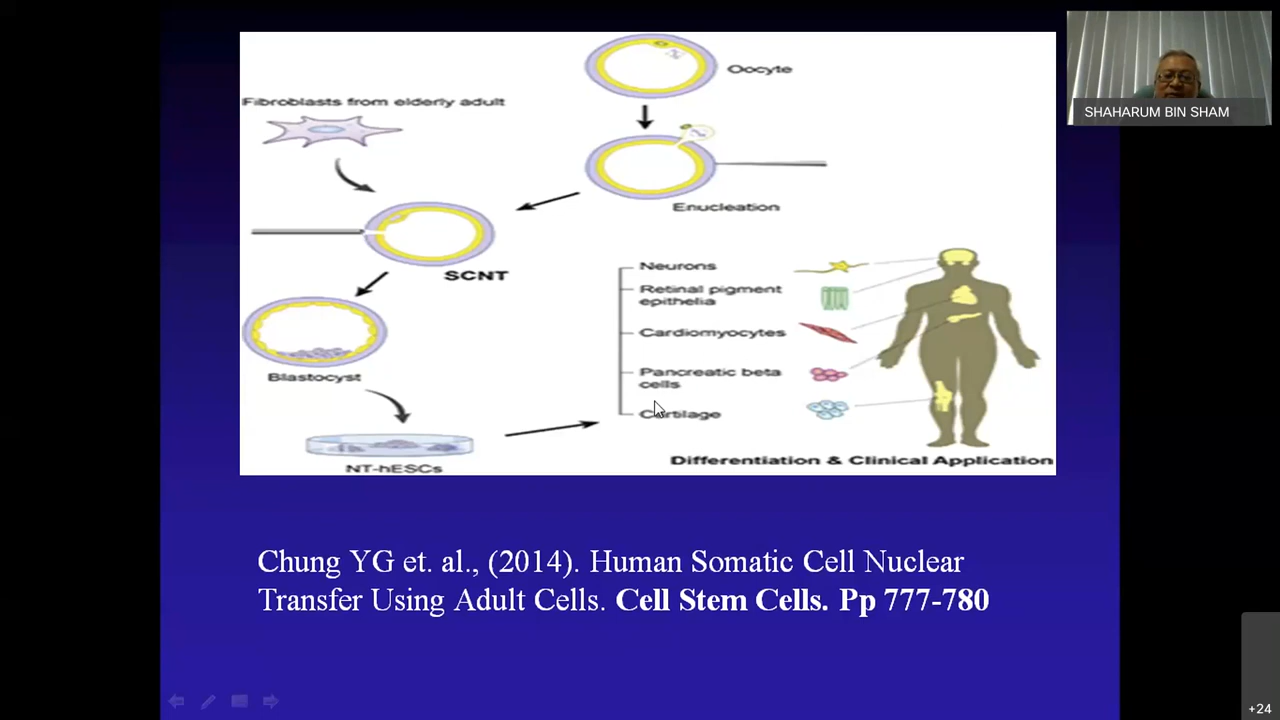 Oocyte
Fibroblasts from elderly adult
Enucleation
SCNT
Blastocyst
NT-hESCs
Neurons
Retinal pigment
epithelia
Cardiomyocytes
Pancreatic beta
cells
Cartilage
Differentiation & Clinical Application
Chung YG et. al., (2014). Human Somatic Cell Nuclear
Transfer Using Adult Cells. Cell Stem Cells. Pp 777-780
SHAHARUM BIN SHAM
+24